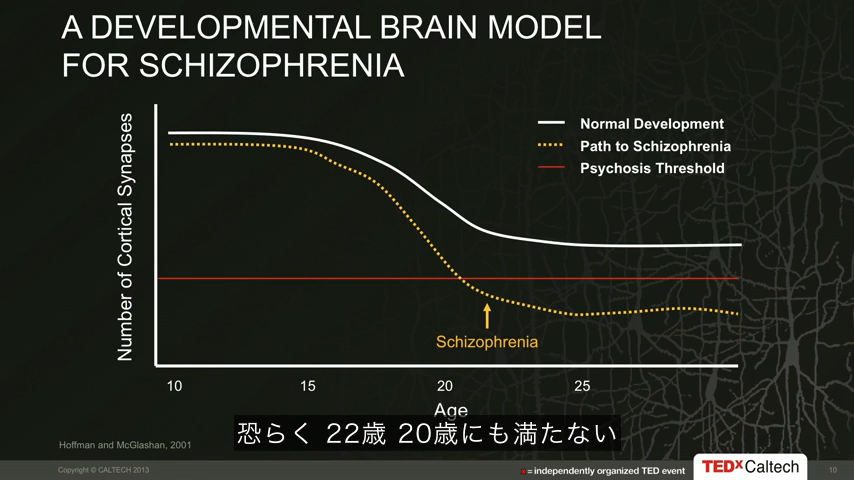 A DEVELOPMENTAL BRAIN MODEL
FOR SCHIZOPHRENIA
Number of Cortical Synapses
Normal Development
Path to Schizophrenia
Psychosis Threshold
Schizophrenia
10 15 20 25
Age
恐らく 22歳 20歳にも満たない
Hoffman and McGlashan, 2001
Copyright © CALTECH 2013
x = independently organized TED event
TEDx Caltech
10